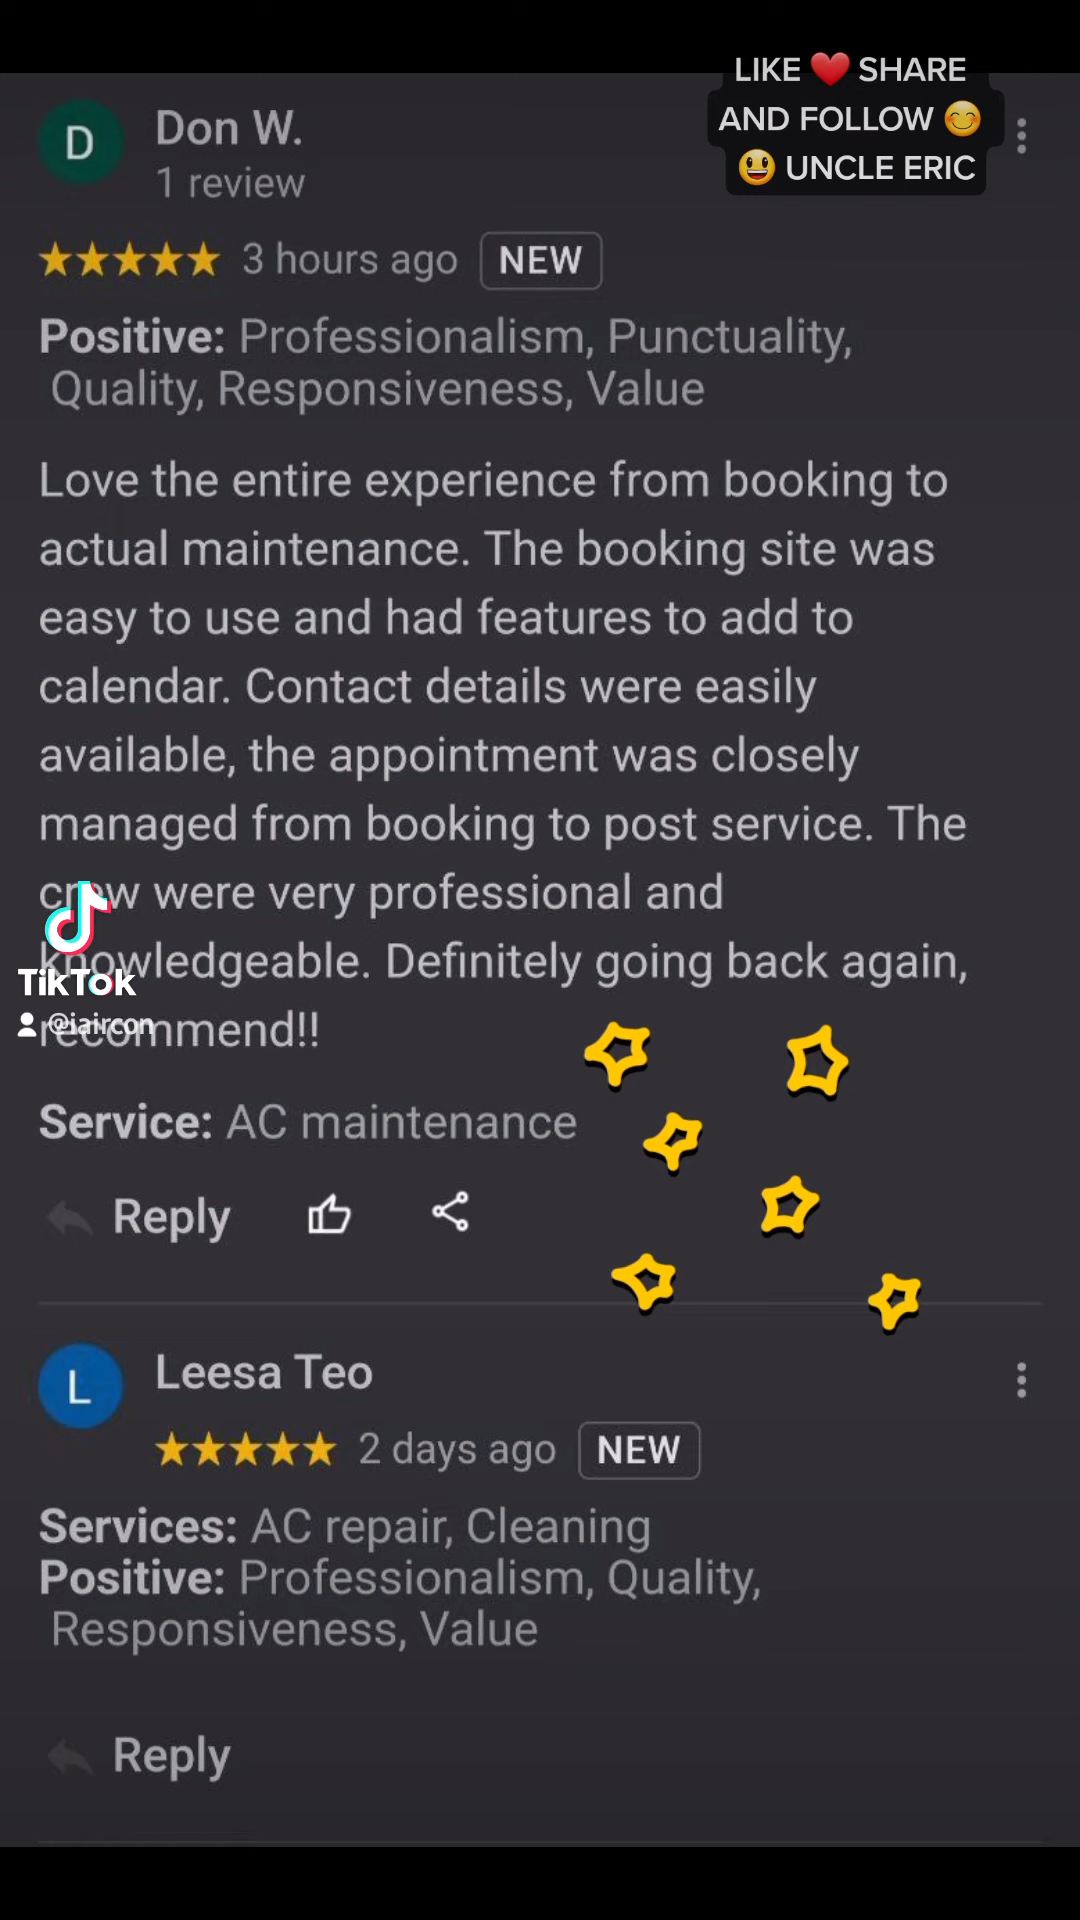 LIKE ❤️ SHARE
AND FOLLOW 😊
😃 UNCLE ERIC
D
Don W.
1 review
★★★★★ 3 hours ago NEW
Positive: Professionalism, Punctuality,
Quality, Responsiveness, Value
Love the entire experience from booking to
actual maintenance. The booking site was
easy to use and had features to add to
calendar. Contact details were easily
available, the appointment was closely
managed from booking to post service. The
crew were very professional and
knowledgeable. Definitely going back again,
recommend!!
TikTok
@iaircon
Service: AC maintenance
Reply
L
Leesa Teo
★★★★★ 2 days ago NEW
Services: AC repair, Cleaning
Positive: Professionalism, Quality,
Responsiveness, Value
Reply